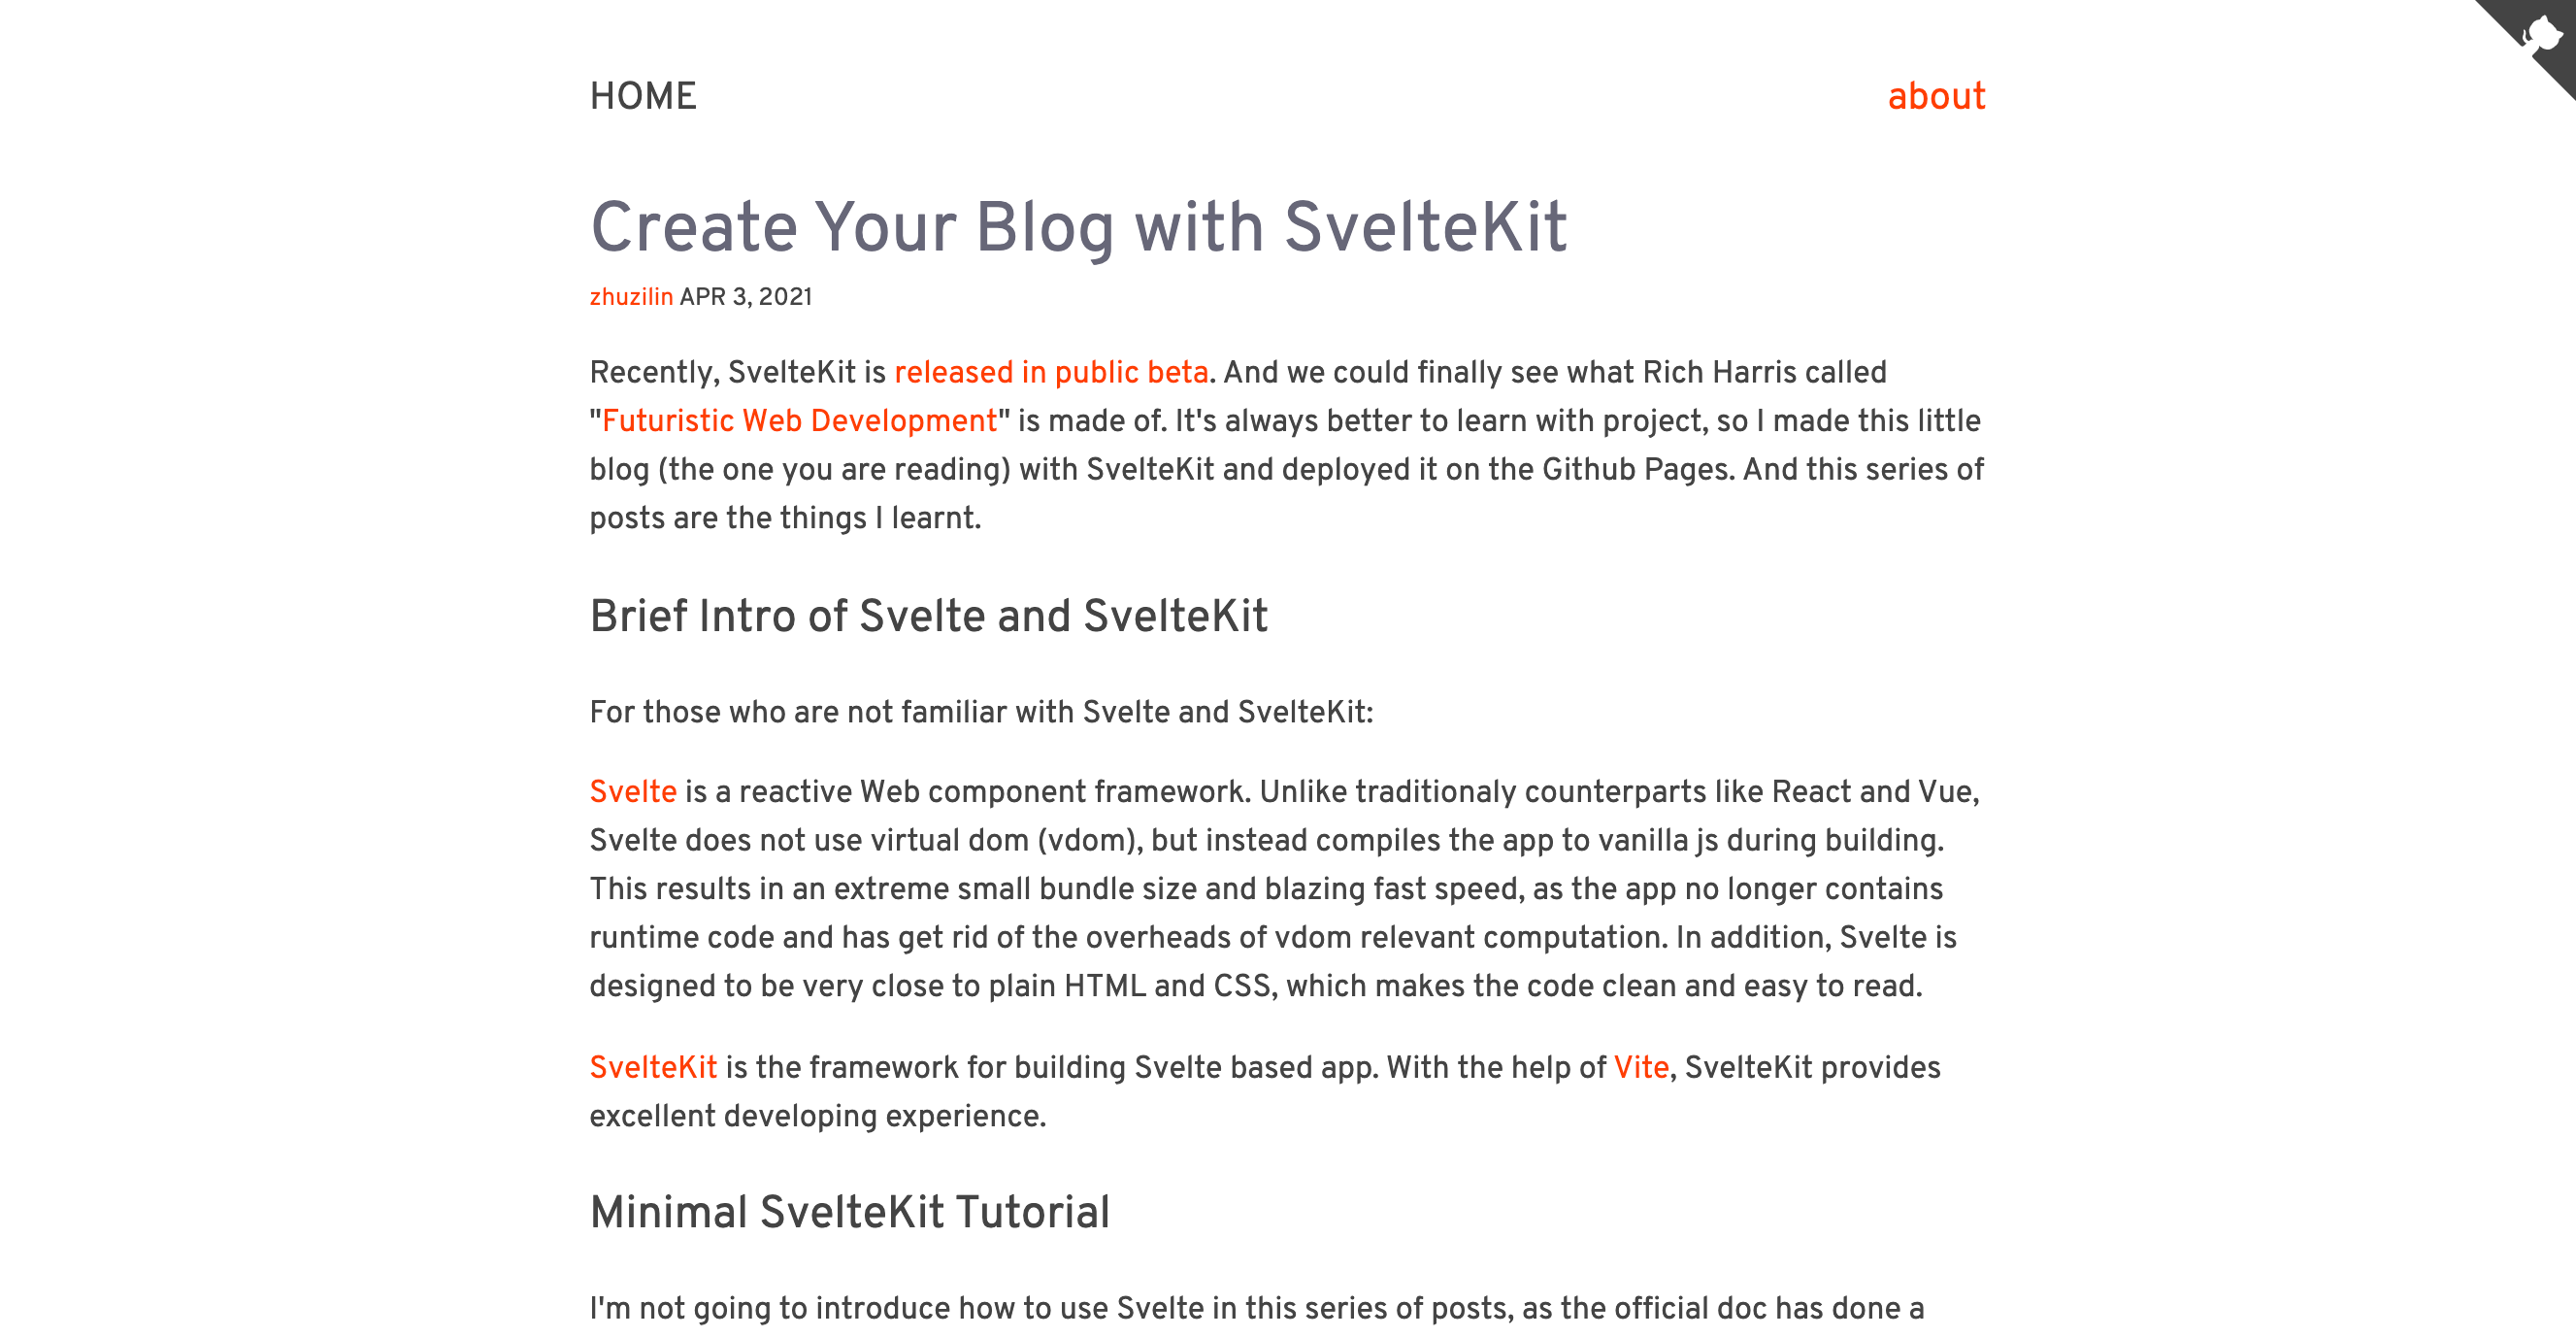 HOME
about
Create Your Blog with SvelteKit
zhuzilin APR 3, 2021
Recently, SvelteKit is released in public beta. And we could finally see what Rich Harris called
"Futuristic Web Development" is made of. It's always better to learn with project, so I made this little
blog (the one you are reading) with SvelteKit and deployed it on the Github Pages. And this series of
posts are the things I learnt.
Brief Intro of Svelte and SvelteKit
For those who are not familiar with Svelte and SvelteKit:
Svelte is a reactive Web component framework. Unlike traditionaly counterparts like React and Vue,
Svelte does not use virtual dom (vdom), but instead compiles the app to vanilla js during building.
This results in an extreme small bundle size and blazing fast speed, as the app no longer contains
runtime code and has get rid of the overheads of vdom relevant computation. In addition, Svelte is
designed to be very close to plain HTML and CSS, which makes the code clean and easy to read.
SvelteKit is the framework for building Svelte based app. With the help of Vite, SvelteKit provides
excellent developing experience.
Minimal SvelteKit Tutorial
I'm not going to introduce how to use Svelte in this series of posts, as the official doc has done a